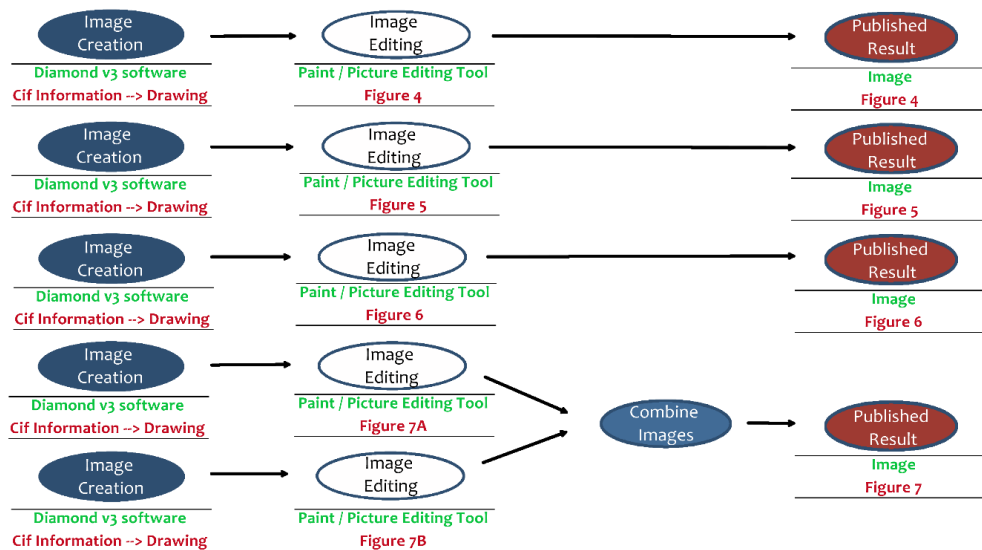 Image
Creation
Diamond v3 software
Cif Information --> Drawing
Image
Editing
Paint / Picture Editing Tool
Figure 4
Published
Result
Image
Figure 4
Image
Creation
Diamond v3 software
Cif Information --> Drawing
Image
Editing
Paint / Picture Editing Tool
Figure 5
Published
Result
Image
Figure 5
Image
Creation
Diamond v3 software
Cif Information --> Drawing
Image
Editing
Paint / Picture Editing Tool
Figure 6
Published
Result
Image
Figure 6
Image
Creation
Diamond v3 software
Cif Information --> Drawing
Image
Editing
Paint / Picture Editing Tool
Figure 7A
Image
Creation
Diamond v3 software
Cif Information --> Drawing
Image
Editing
Paint / Picture Editing Tool
Figure 7B
Combine
Images
Published
Result
Image
Figure 7